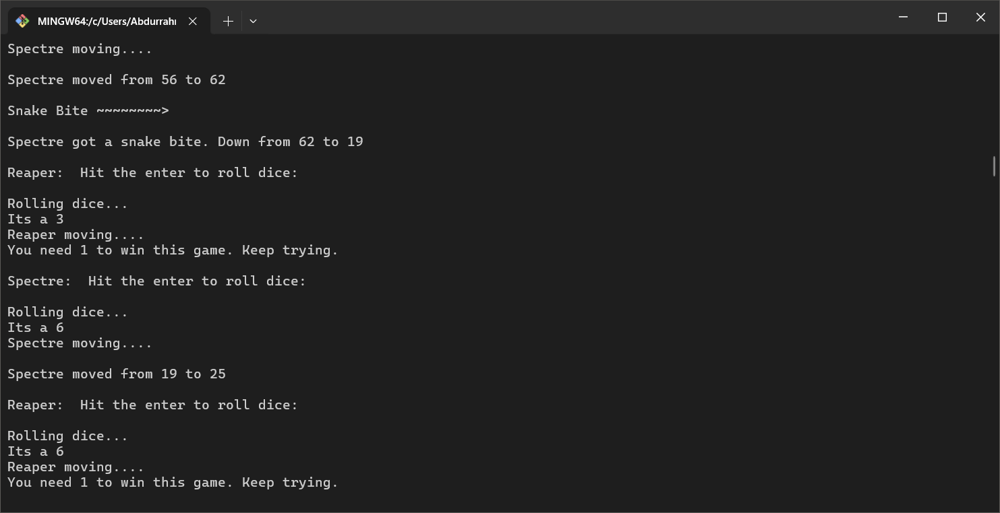 MINGW64:/c/Users/Abdurrah
Spectre moving....
Spectre moved from 56 to 62
Snake Bite ~~~~~~~~>
Spectre got a snake bite. Down from 62 to 19
Reaper:  Hit the enter to roll dice:
Rolling dice...
Its a 3
Reaper moving....
You need 1 to win this game. Keep trying.
Spectre:  Hit the enter to roll dice:
Rolling dice...
Its a 6
Spectre moving....
Spectre moved from 19 to 25
Reaper:  Hit the enter to roll dice:
Rolling dice...
Its a 6
Reaper moving....
You need 1 to win this game. Keep trying.